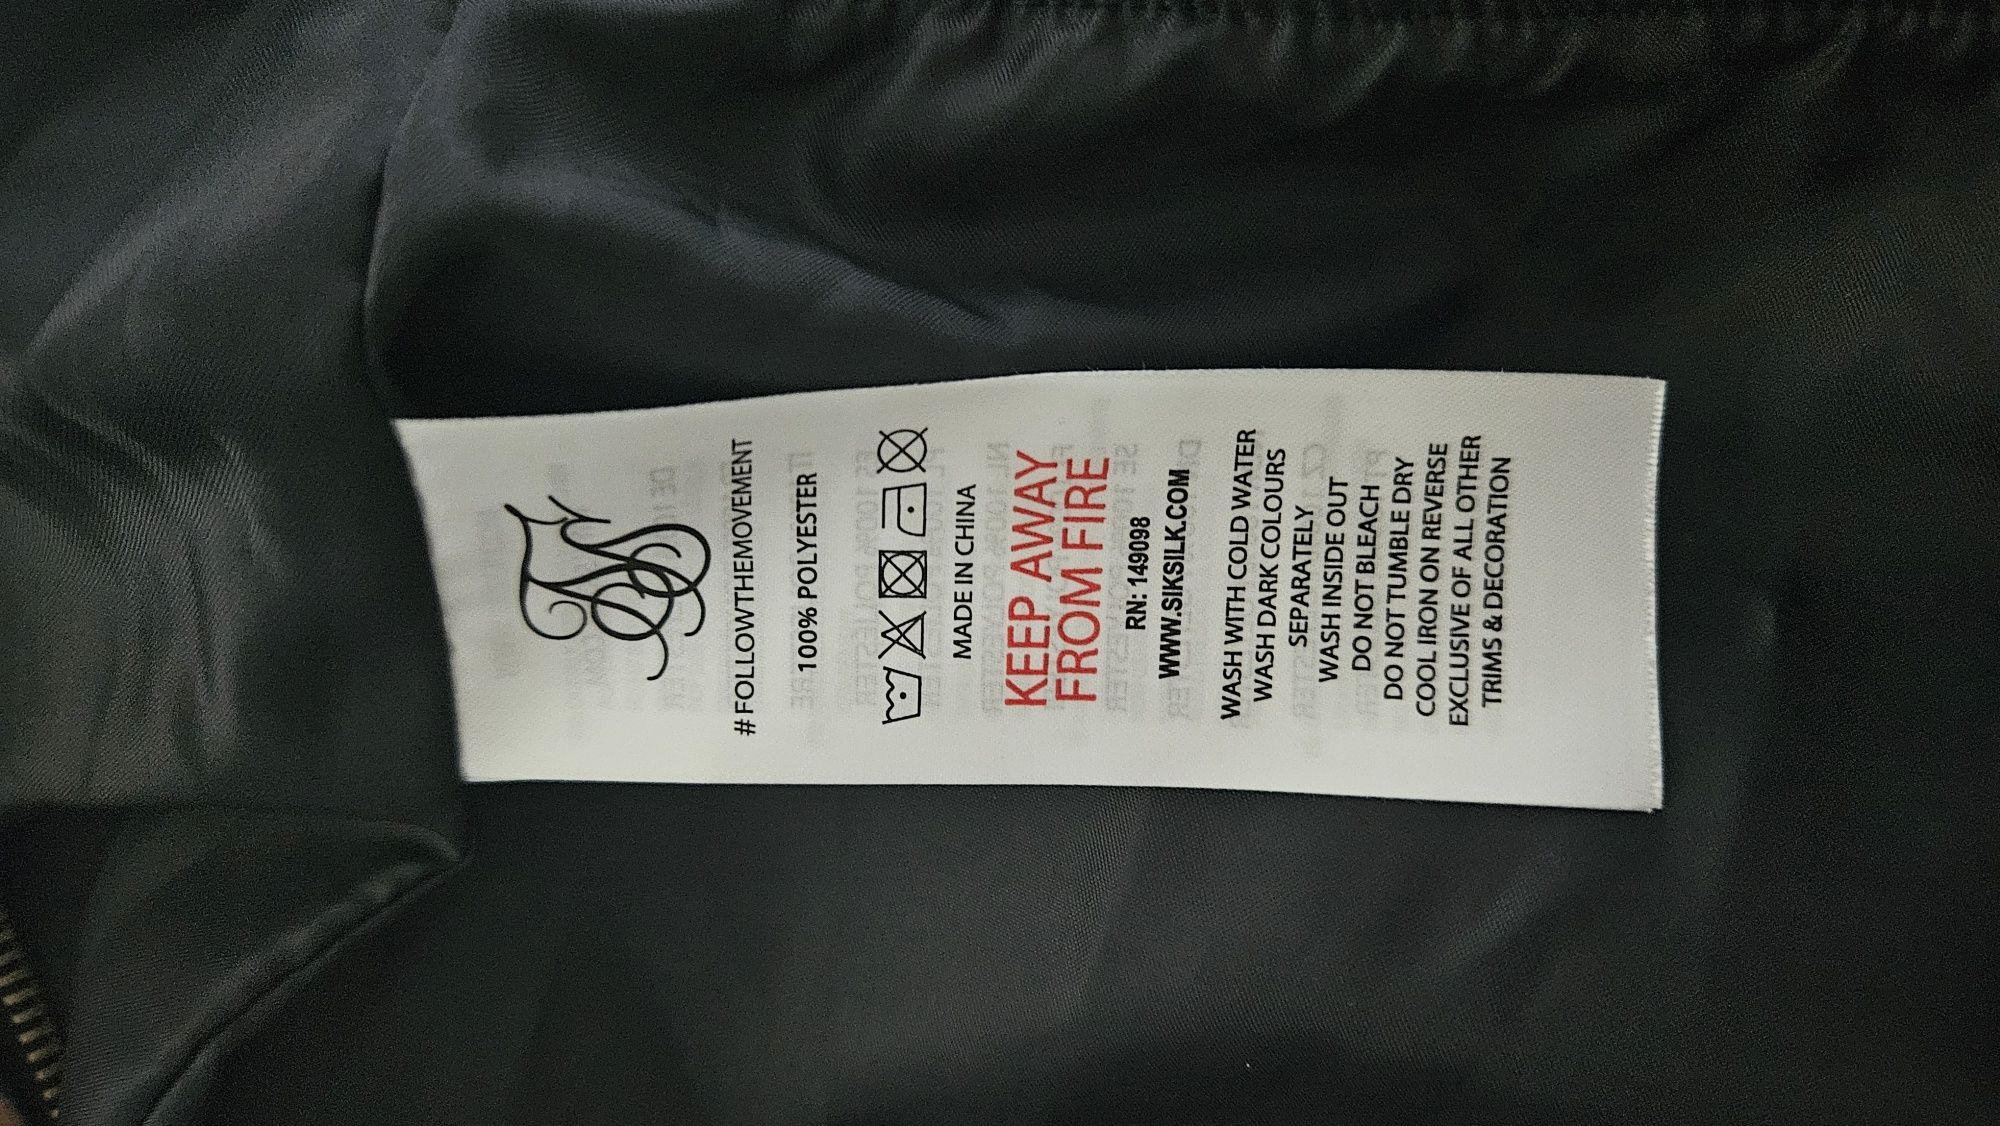 #FOLLOWTHEMOVEMENT
100% POLYESTER
MADE IN CHINA
KEEP AWAY
FROM FIRE
RN: 149098
WWW.SIKSILK.COM
WASH WITH COLD WATER
WASH DARK COLOURS
SEPARATELY
WASH INSIDE OUT
DO NOT BLEACH
DO NOT TUMBLE DRY
COOL IRON ON REVERSE
EXCLUSIVE OF ALL OTHER
TRIMS & DECORATION